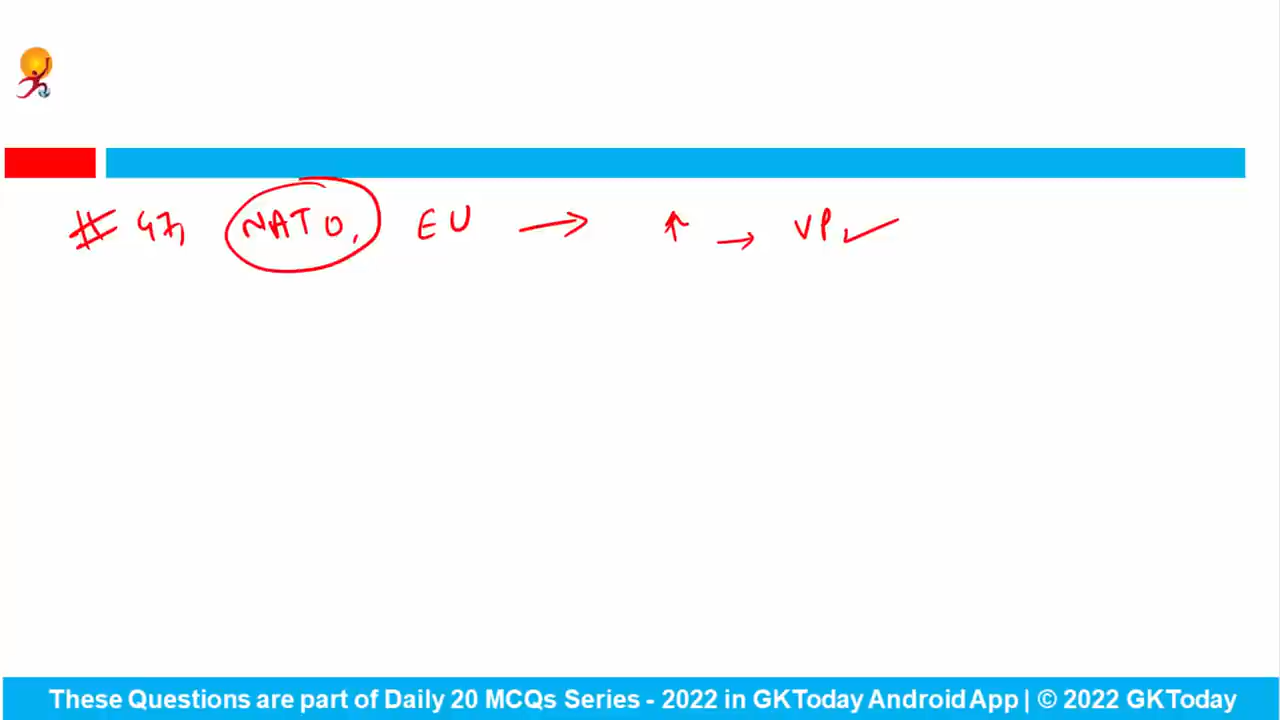 # G7, NATO, EU → ↑ → VP ✓
These Questions are part of Daily 20 MCQs Series - 2022 in GKToday Android App | © 2022 GKToday